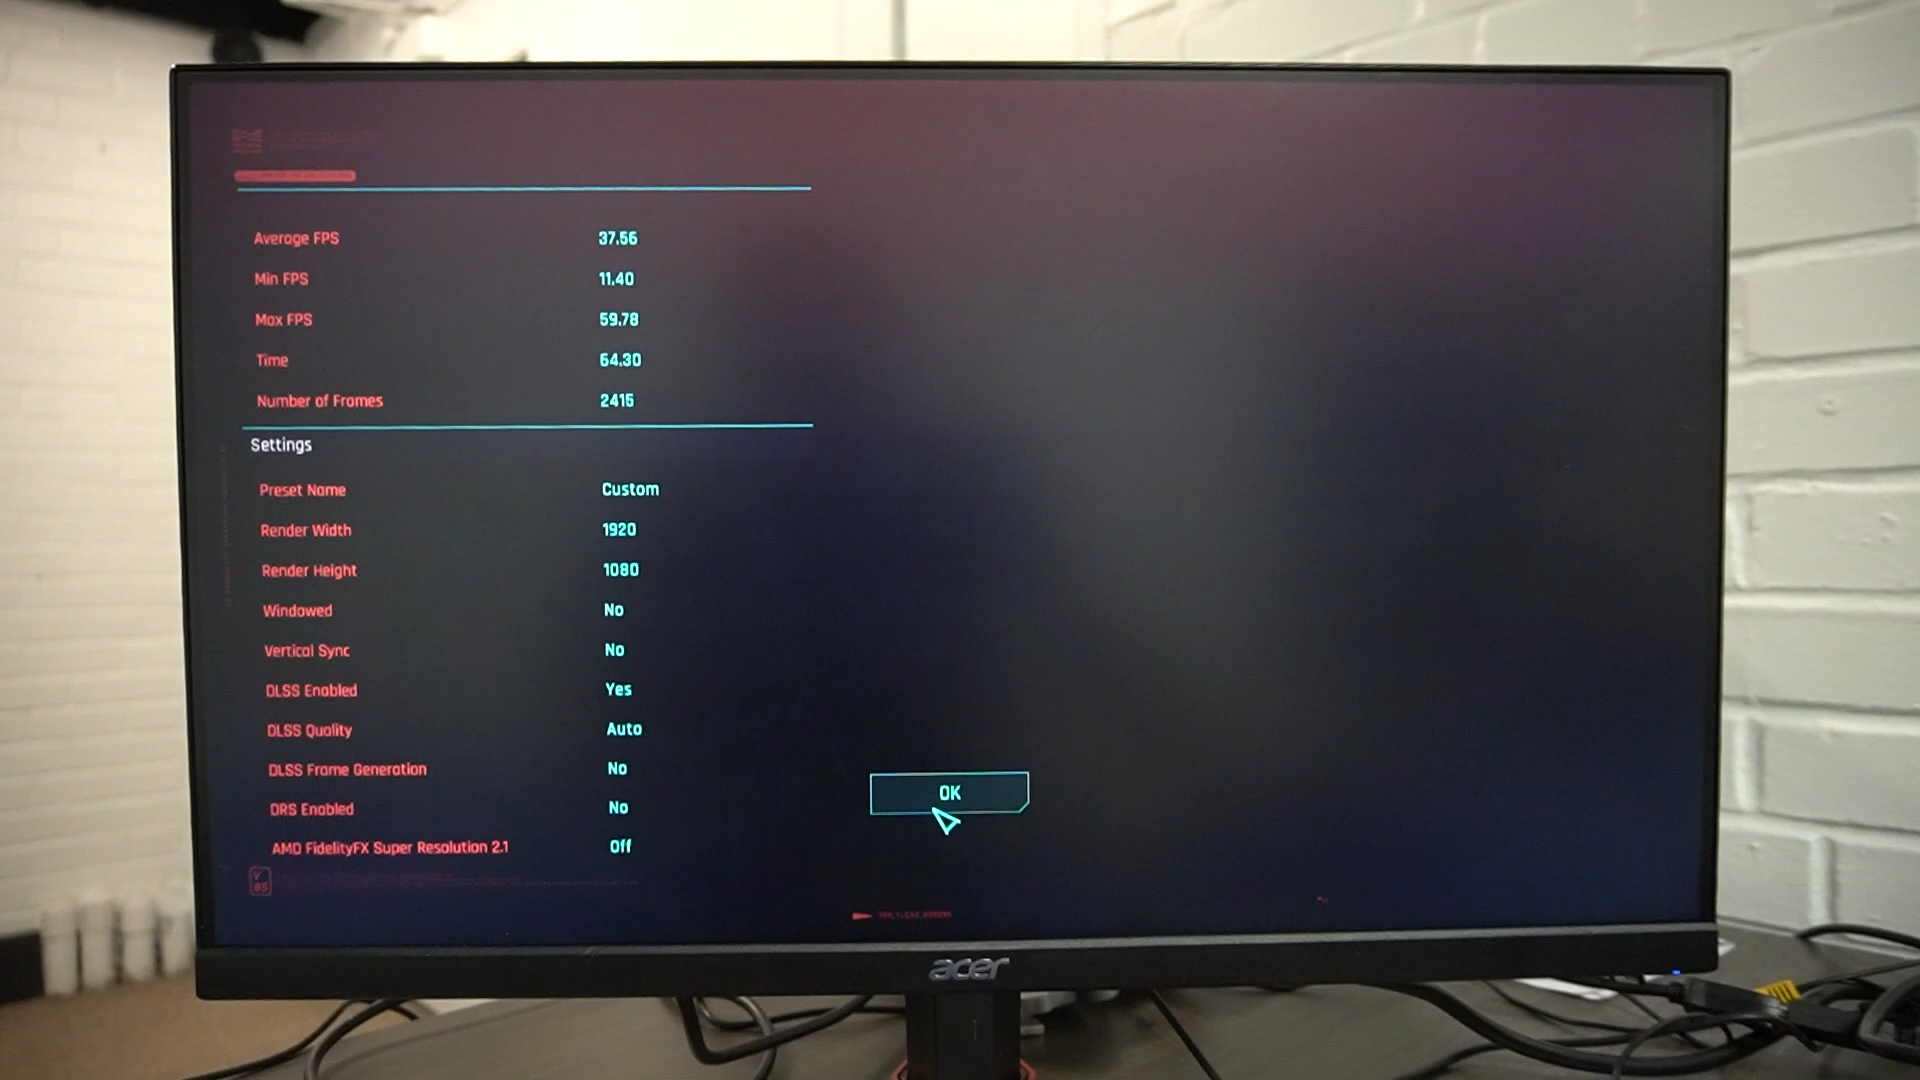 Average FPS 37.56
Min FPS 11.40
Max FPS 59.78
Time 64.30
Number of Frames 2415
Settings
Preset Name Custom
Render Width 1920
Render Height 1080
Windowed No
Vertical Sync No
DLSS Enabled Yes
DLSS Quality Auto
DLSS Frame Generation No
DRS Enabled No
AMD FidelityFX Super Resolution 2.1 Off
OK
V
85
acer